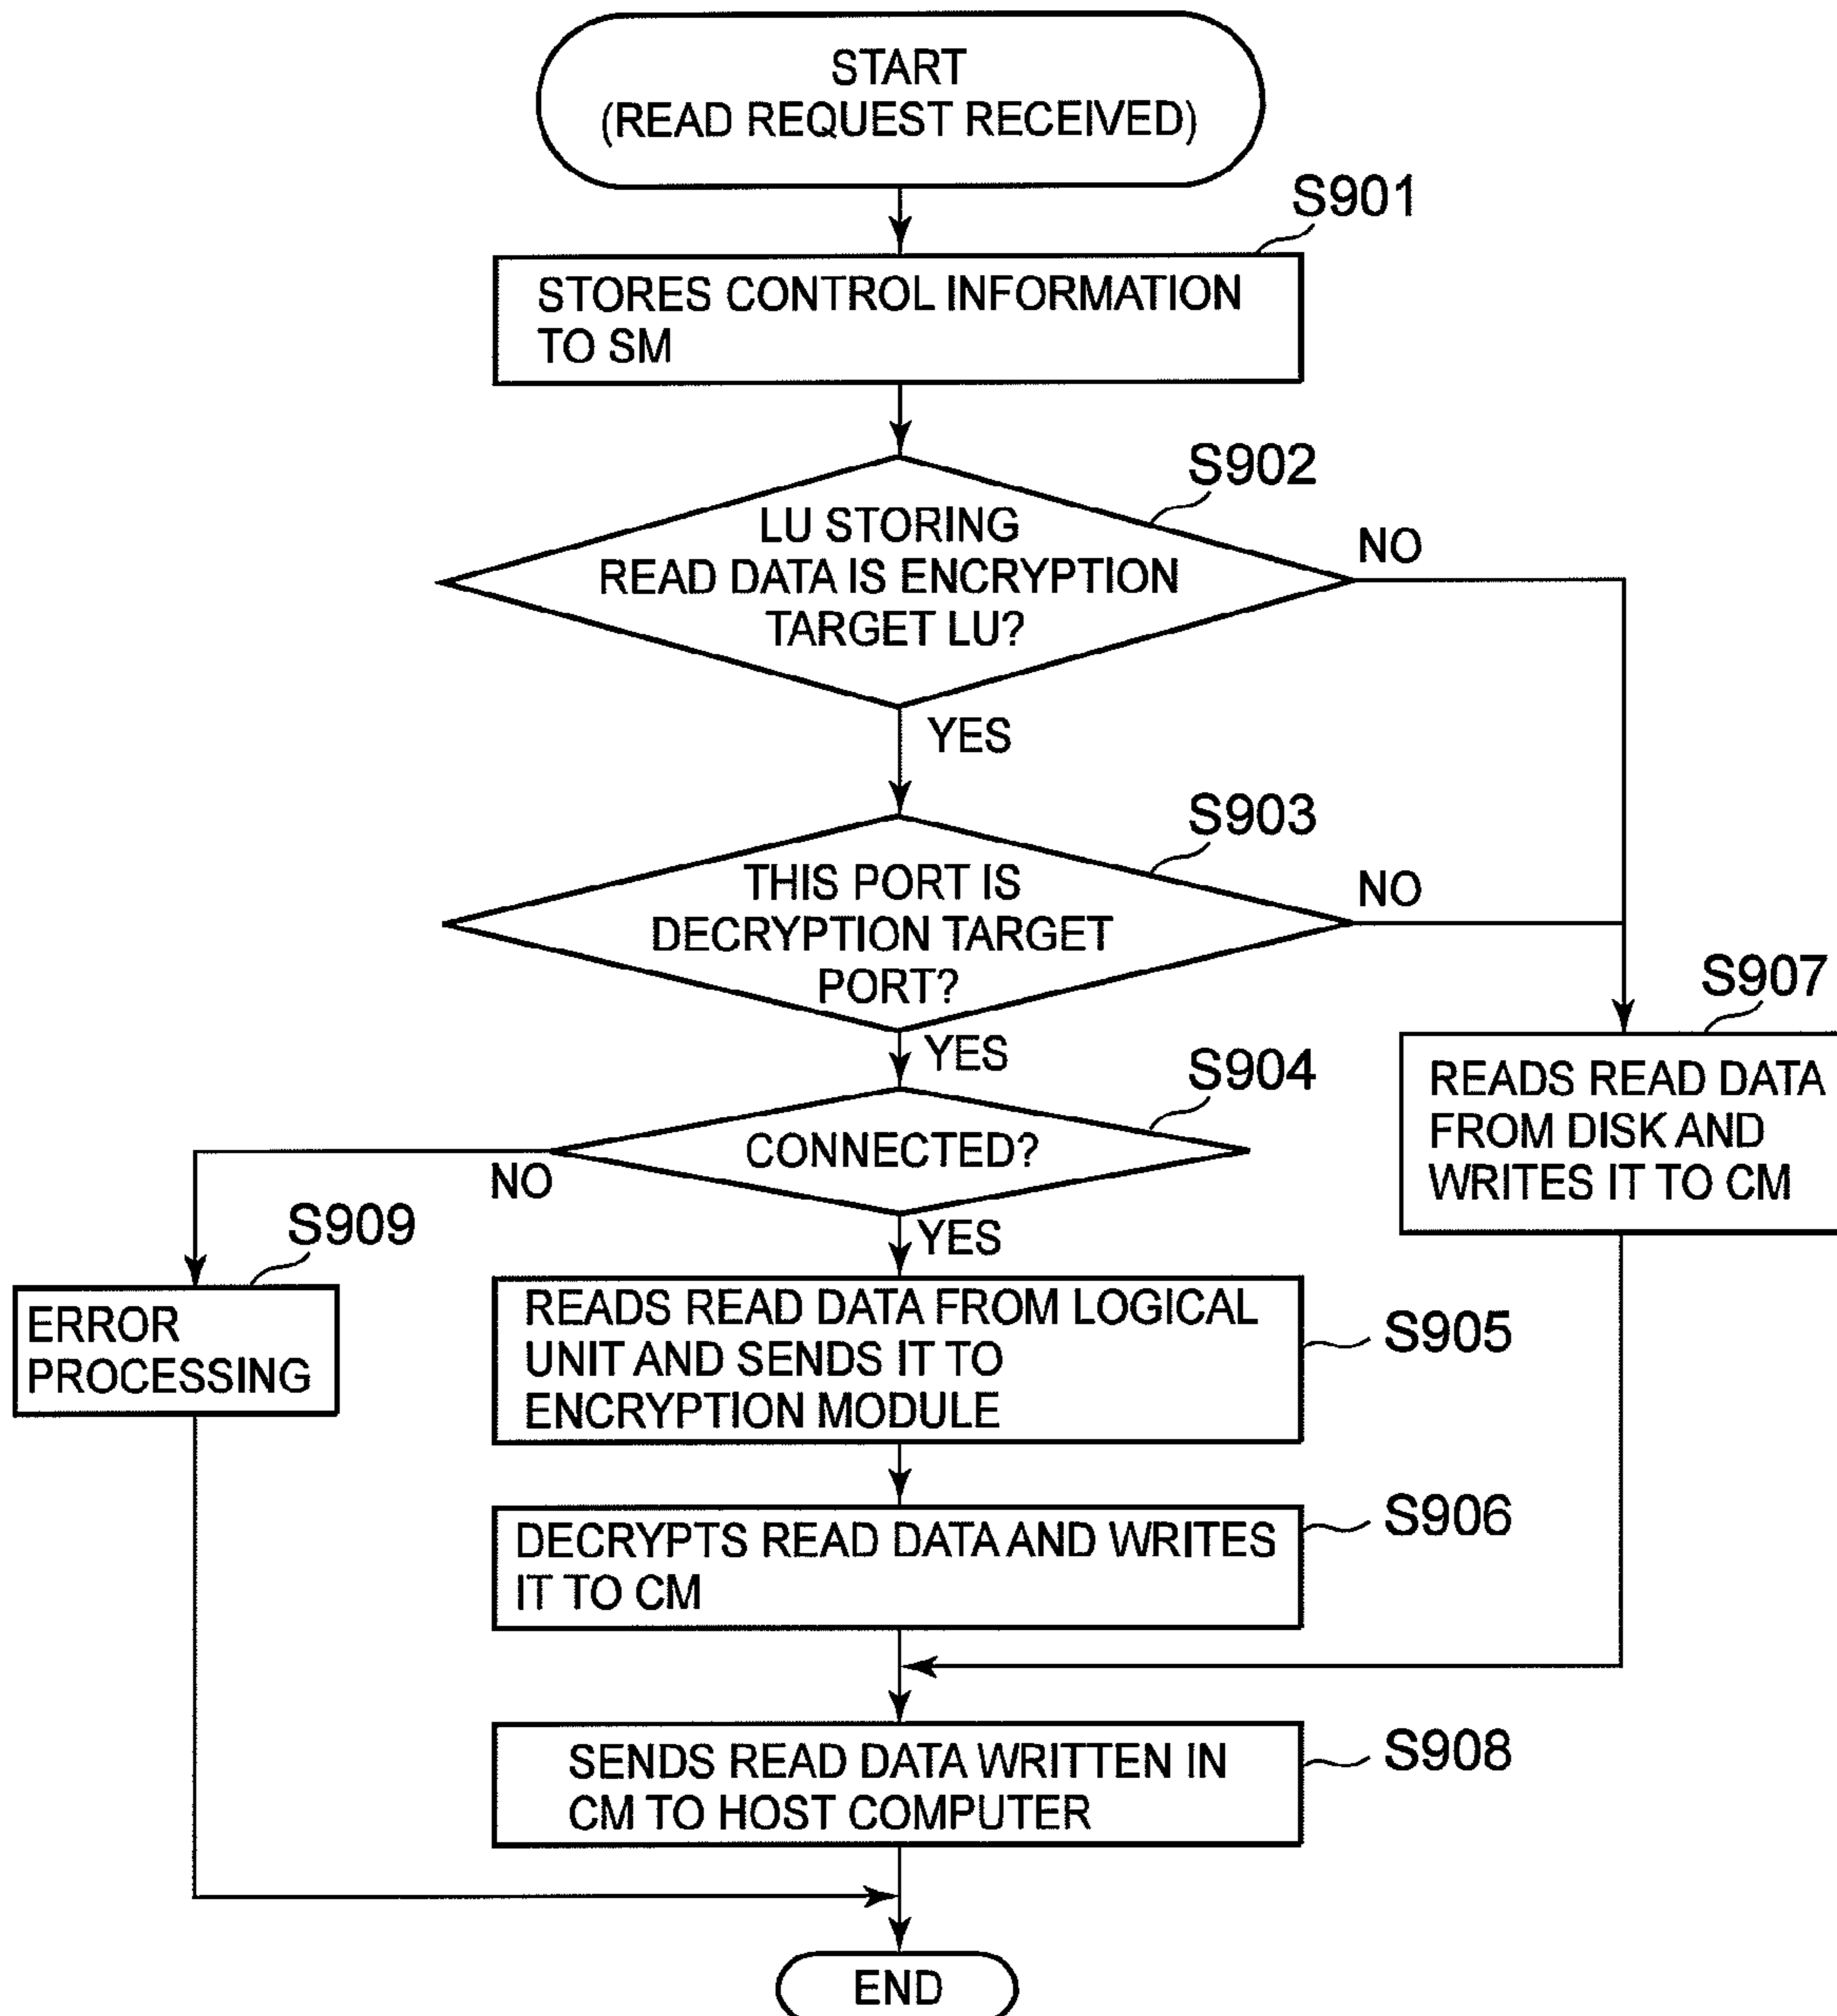 START
(READ REQUEST RECEIVED)
S901
STORES CONTROL INFORMATION
TO SM
S902
LU STORING
READ DATA IS ENCRYPTION
TARGET LU?
NO
YES
S903
THIS PORT IS
DECRYPTION TARGET
PORT?
NO
YES
S904
CONNECTED?
NO
YES
S907
READS READ DATA
FROM DISK AND
WRITES IT TO CM
S909
ERROR
PROCESSING
READS READ DATA FROM LOGICAL
UNIT AND SENDS IT TO
ENCRYPTION MODULE
S905
DECRYPTS READ DATA AND WRITES
IT TO CM
S906
SENDS READ DATA WRITTEN IN
CM TO HOST COMPUTER
S908
END